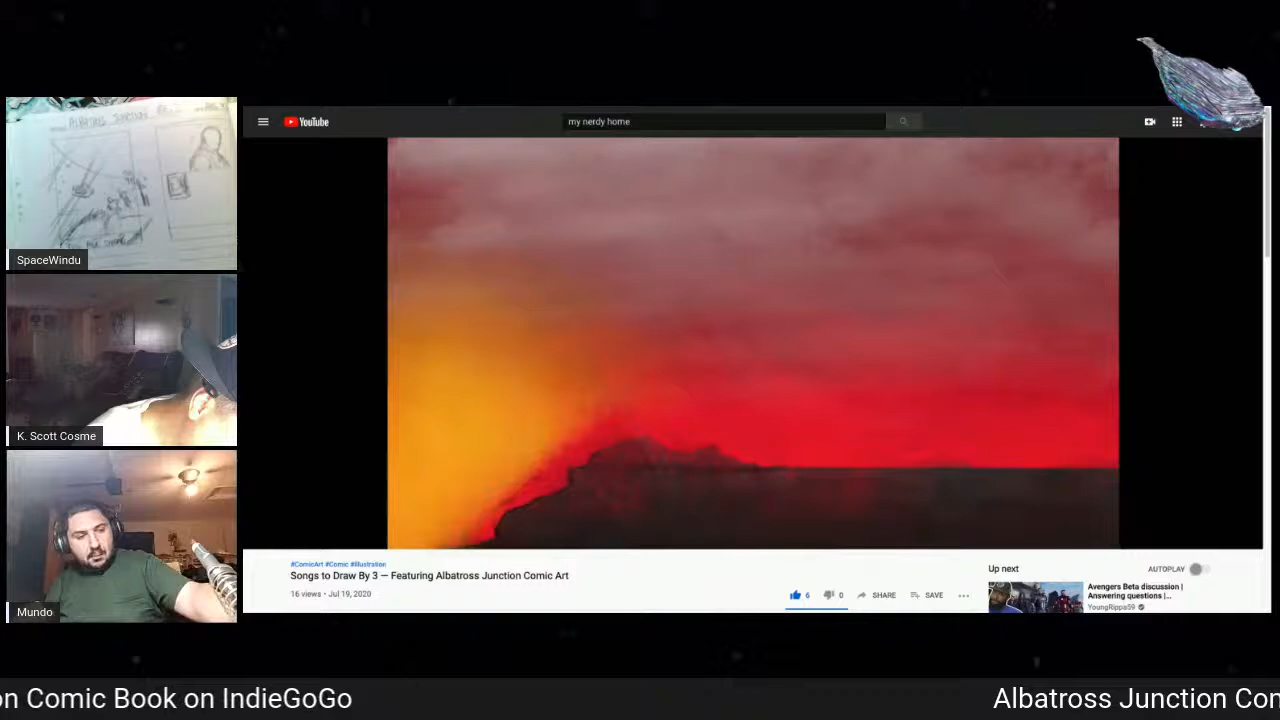 ALBATROSS JUNCTION
SpaceWindu
K. Scott Cosme
Mundo
YouTube
my nerdy home
#ComicArt #Comic #Illustration
Songs to Draw By 3 — Featuring Albatross Junction Comic Art
16 views • Jul 19, 2020
6
0
SHARE
SAVE
Up next
AUTOPLAY
Avengers Beta discussion |
Answering questions |...
YoungRippa59
on Comic Book on IndieGoGo
Albatross Junction Con